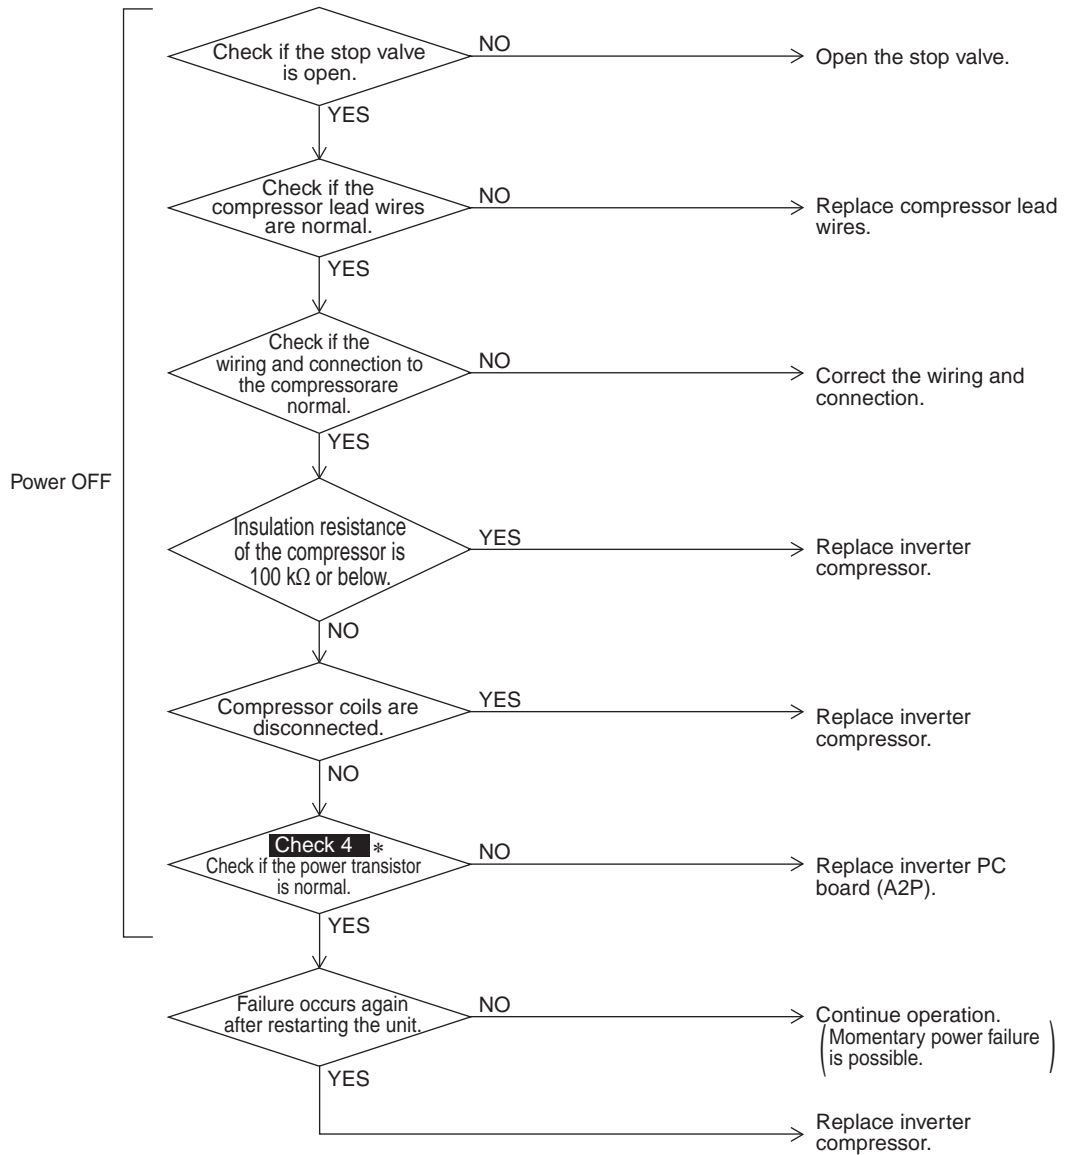 Check if the stop valve
is open.
NO
Open the stop valve.
YES
Check if the
compressor lead wires
are normal.
NO
Replace compressor lead
wires.
YES
Check if the
wiring and connection to
the compressorare
normal.
NO
Correct the wiring and
connection.
YES
Power OFF
Insulation resistance
of the compressor is
100 kΩ or below.
YES
Replace inverter
compressor.
NO
Compressor coils are
disconnected.
YES
Replace inverter
compressor.
NO
Check 4 *
Check if the power transistor
is normal.
NO
Replace inverter PC
board (A2P).
YES
Failure occurs again
after restarting the unit.
NO
Continue operation.
(Momentary power failure
is possible.)
YES
Replace inverter
compressor.